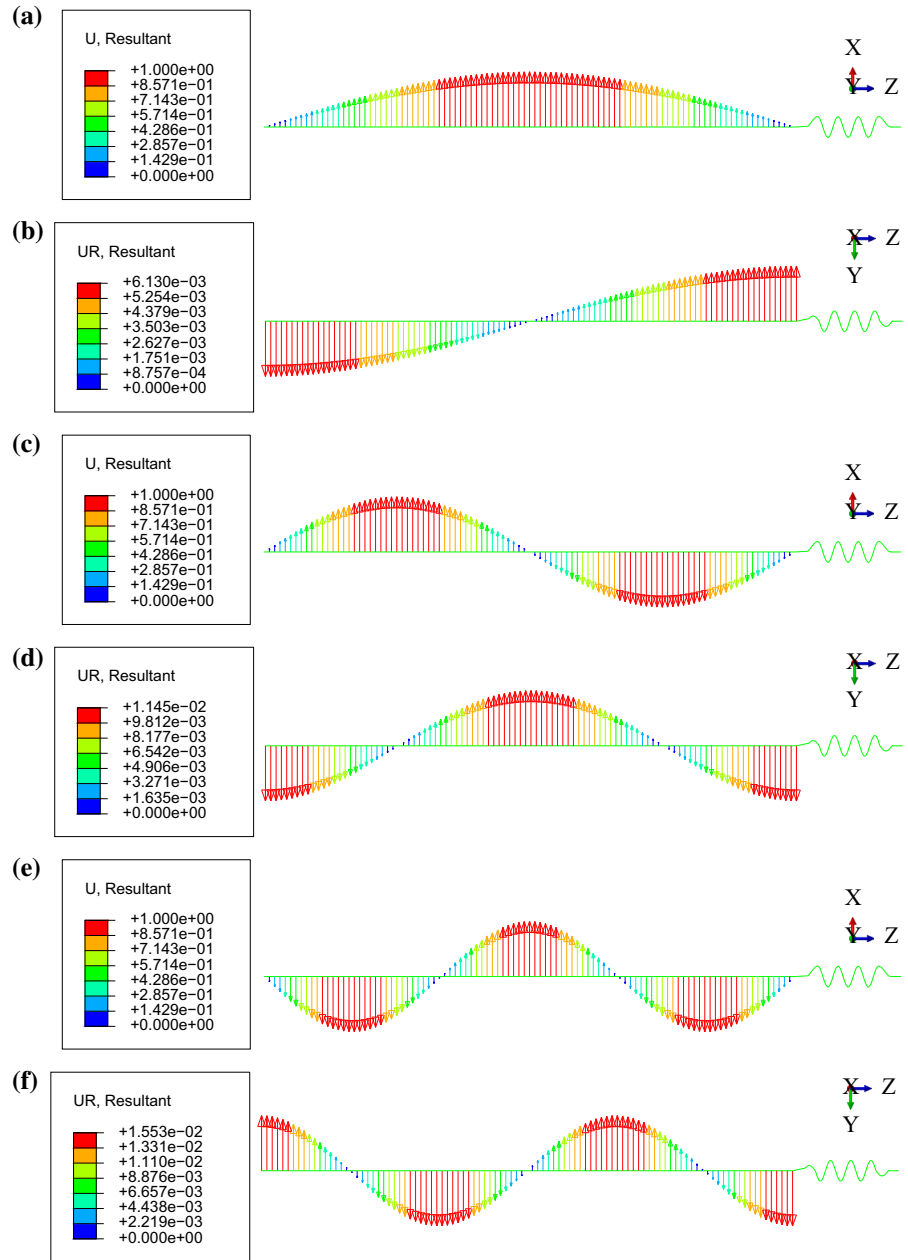 (a)
U, Resultant
+1.000e+00
+8.571e−01
+7.143e−01
+5.714e−01
+4.286e−01
+2.857e−01
+1.429e−01
+0.000e+00
X
Y Z
(b)
UR, Resultant
+6.130e−03
+5.254e−03
+4.379e−03
+3.503e−03
+2.627e−03
+1.751e−03
+8.757e−04
+0.000e+00
X Z
Y
(c)
U, Resultant
+1.000e+00
+8.571e−01
+7.143e−01
+5.714e−01
+4.286e−01
+2.857e−01
+1.429e−01
+0.000e+00
X
Y Z
(d)
UR, Resultant
+1.145e−02
+9.812e−03
+8.177e−03
+6.542e−03
+4.906e−03
+3.271e−03
+1.635e−03
+0.000e+00
X Z
Y
(e)
U, Resultant
+1.000e+00
+8.571e−01
+7.143e−01
+5.714e−01
+4.286e−01
+2.857e−01
+1.429e−01
+0.000e+00
X
Y Z
(f)
UR, Resultant
+1.553e−02
+1.331e−02
+1.110e−02
+8.876e−03
+6.657e−03
+4.438e−03
+2.219e−03
+0.000e+00
X Z
Y